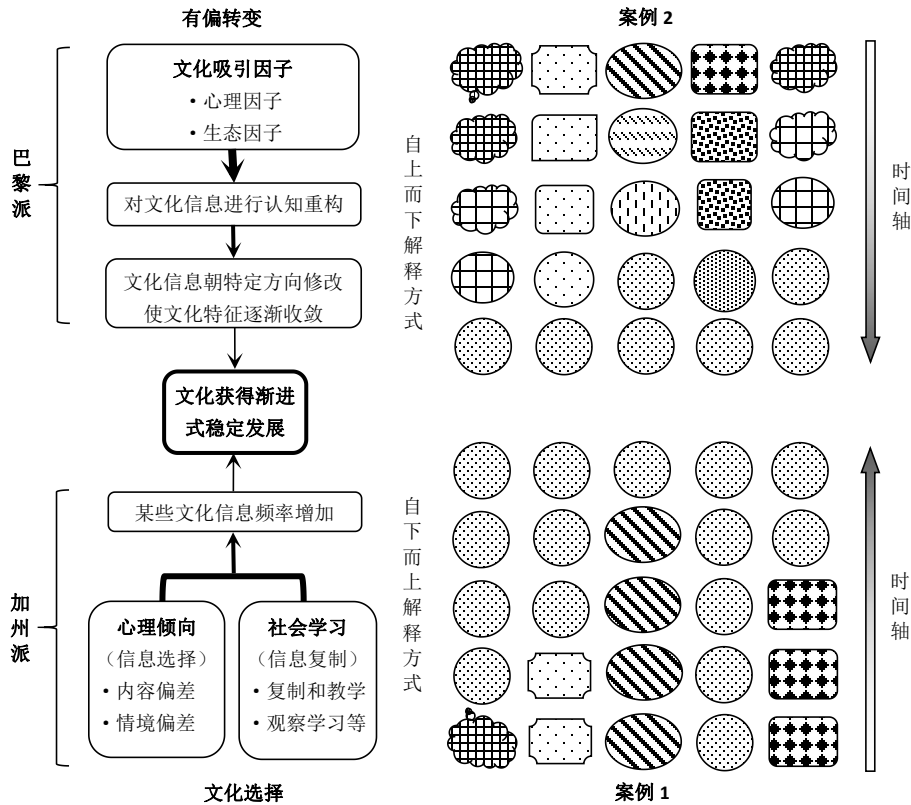 有偏转变
案例 2
文化吸引因子
• 心理因子
• 生态因子
巴黎派
对文化信息进行认知重构
文化信息朝特定方向修改
使文化特征逐渐收敛
自上而下解释方式
时间轴
文化获得渐进
式稳定发展
某些文化信息频率增加
加州派
心理倾向
（信息选择）
• 内容偏差
• 情境偏差
社会学习
（信息复制）
• 复制和教学
• 观察学习等
自下而上解释方式
时间轴
文化选择
案例 1